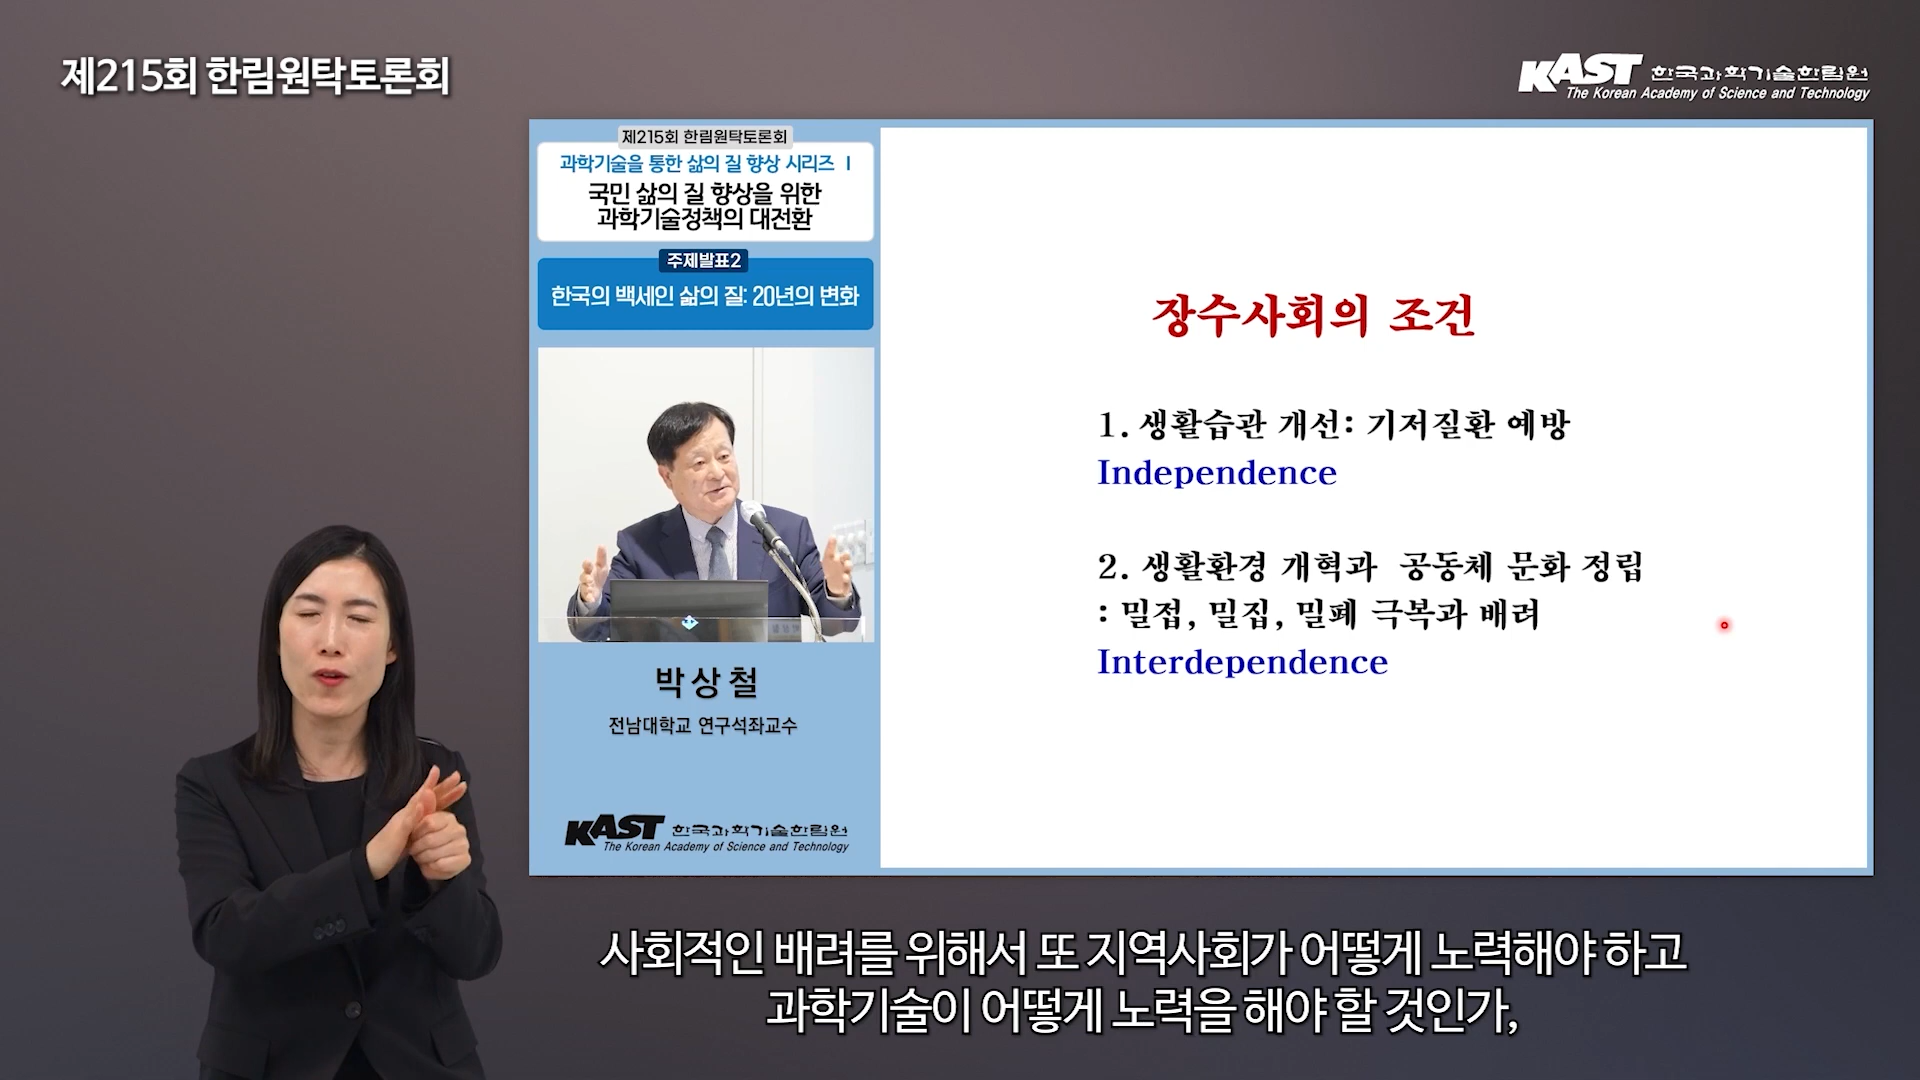 제215회 한림원탁토론회
KAST 한국과학기술한림원
The Korean Academy of Science and Technology
제215회 한림원탁토론회
과학기술을 통한 삶의 질 향상 시리즈 Ⅰ
국민 삶의 질 향상을 위한
과학기술정책의 대전환
주제발표2
한국의 백세인 삶의 질: 20년의 변화
박상철
전남대학교 연구석좌교수
KAST 한국과학기술한림원
The Korean Academy of Science and Technology
장수사회의 조건
1. 생활습관 개선: 기저질환 예방
Independence
2. 생활환경 개혁과 공동체 문화 정립
: 밀접, 밀집, 밀폐 극복과 배려
Interdependence
사회적인 배려를 위해서 또 지역사회가 어떻게 노력해야 하고
과학기술이 어떻게 노력을 해야 할 것인가,